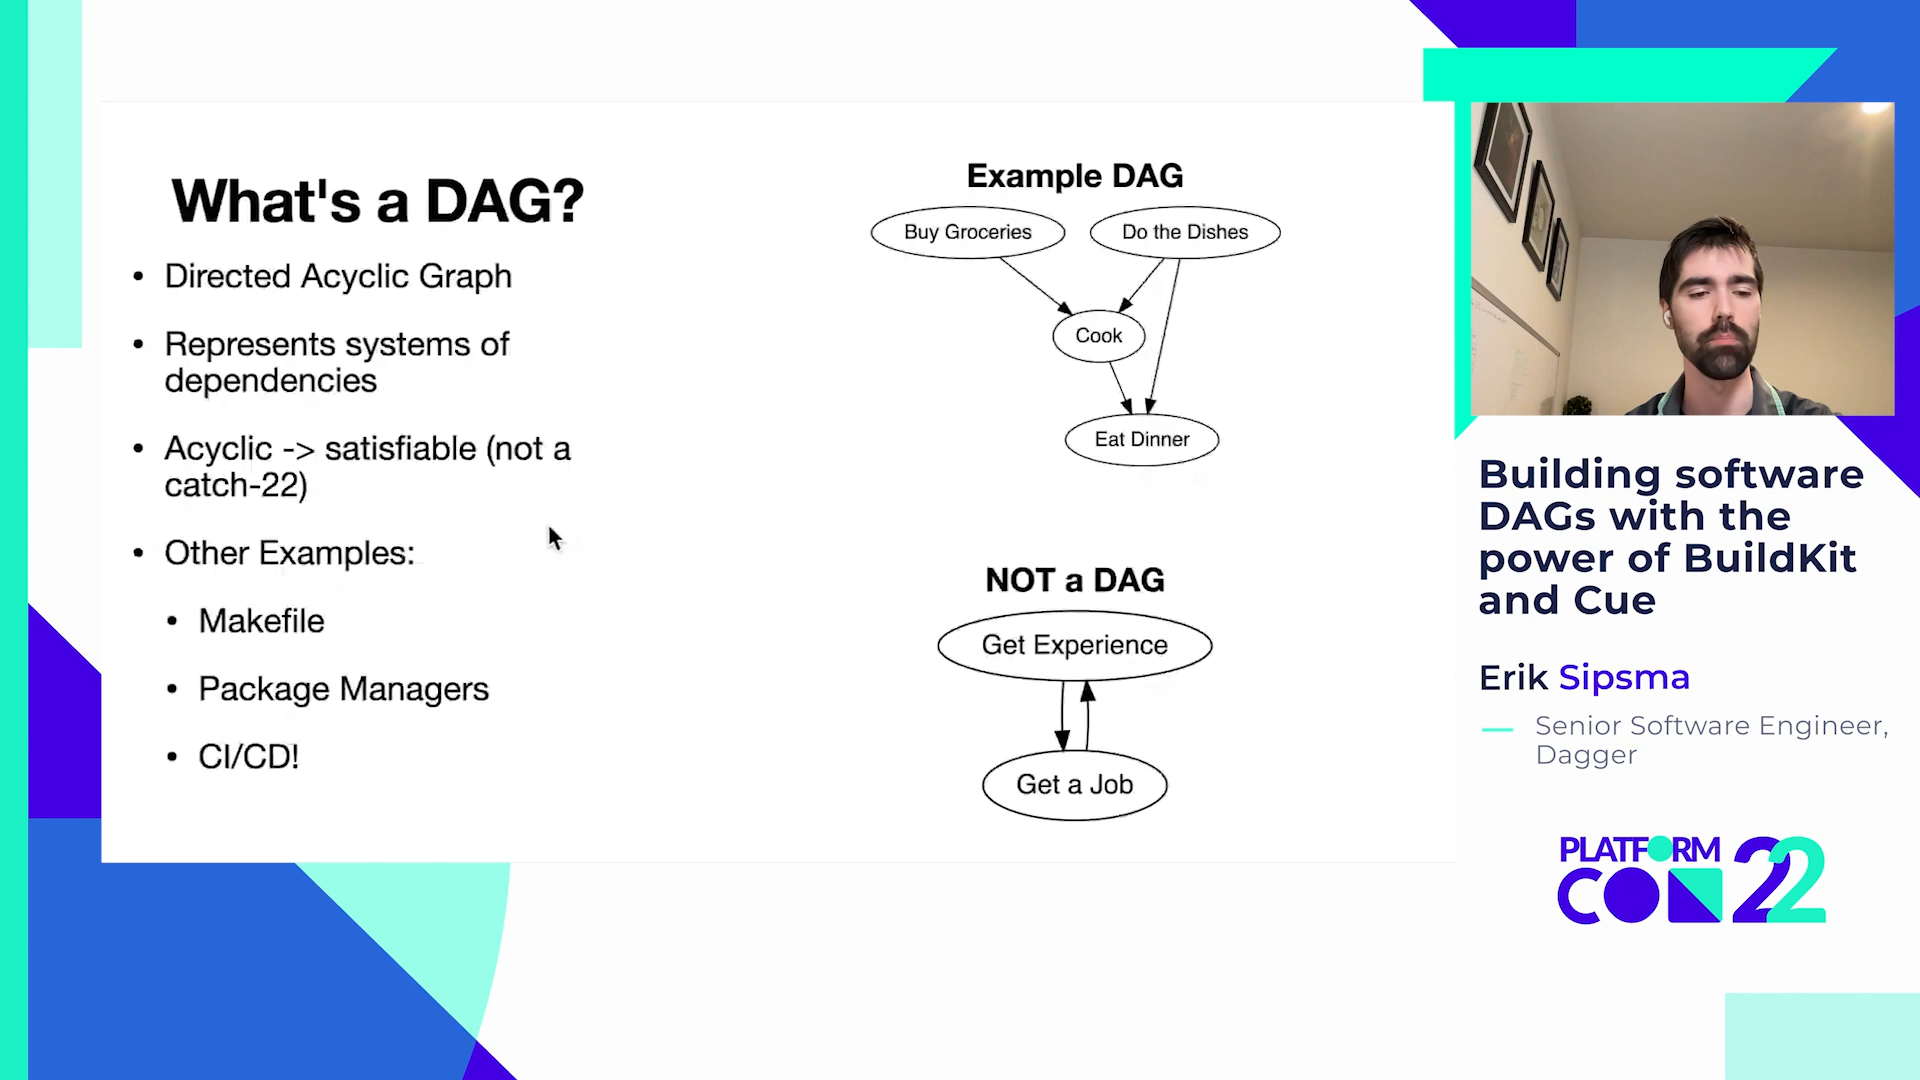 What's a DAG?
• Directed Acyclic Graph
• Represents systems of
dependencies
• Acyclic -> satisfiable (not a
catch-22)
• Other Examples:
• Makefile
• Package Managers
• CI/CD!
Example DAG
Buy Groceries
Do the Dishes
Cook
Eat Dinner
NOT a DAG
Get Experience
Get a Job
Building software
DAGs with the
power of BuildKit
and Cue
Erik Sipsma
Senior Software Engineer,
Dagger
PLATFORM
CON 22